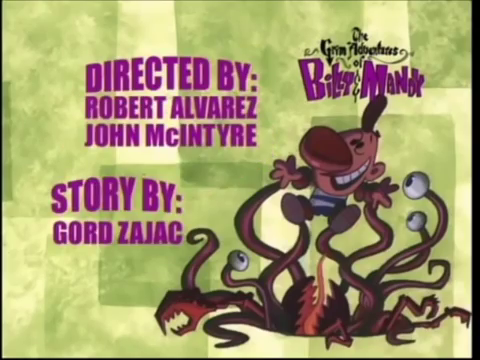 The
Grim Adventures
of
Billy & Mandy
DIRECTED BY:
ROBERT ALVAREZ
JOHN McINTYRE
STORY BY:
GORD ZAJAC